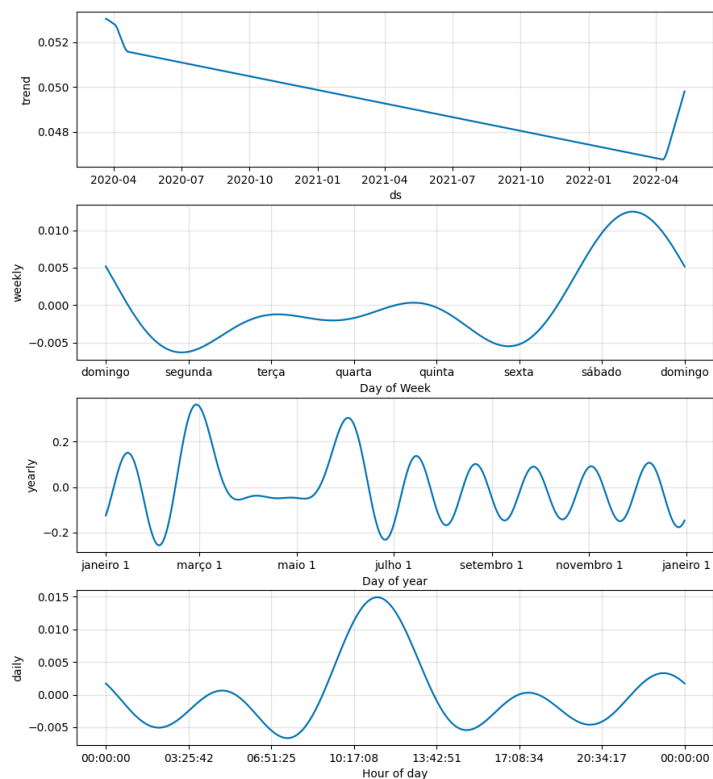 0.052
0.050
0.048
trend
2020-04 2020-07 2020-10 2021-01 2021-04 2021-07 2021-10 2022-01 2022-04
ds
0.010
0.005
0.000
−0.005
weekly
domingo segunda terça quarta quinta sexta sábado domingo
Day of Week
0.2
0.0
−0.2
yearly
janeiro 1 março 1 maio 1 julho 1 setembro 1 novembro 1 janeiro 1
Day of year
0.015
0.010
0.005
0.000
−0.005
daily
00:00:00 03:25:42 06:51:25 10:17:08 13:42:51 17:08:34 20:34:17 00:00:00
Hour of day